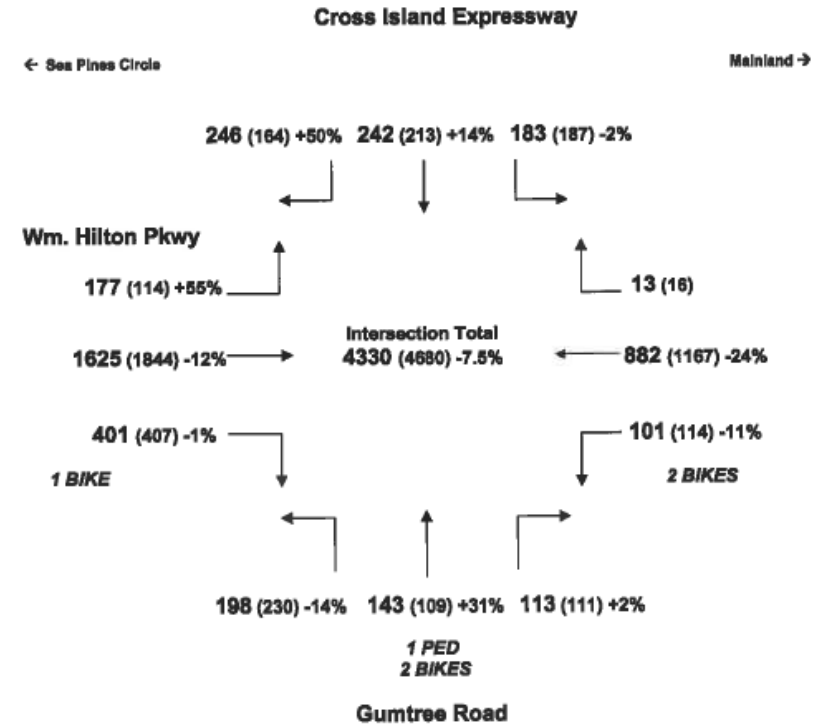 Cross Island Expressway
← Sea Pines Circle
Mainland →
246 (164) +50% 242 (213) +14% 183 (187) -2%
Wm. Hilton Pkwy
177 (114) +55%
13 (16)
Intersection Total
1625 (1844) -12%
4330 (4680) -7.5%
882 (1167) -24%
401 (407) -1%
101 (114) -11%
1 BIKE
2 BIKES
198 (230) -14% 143 (109) +31% 113 (111) +2%
1 PED
2 BIKES
Gumtree Road